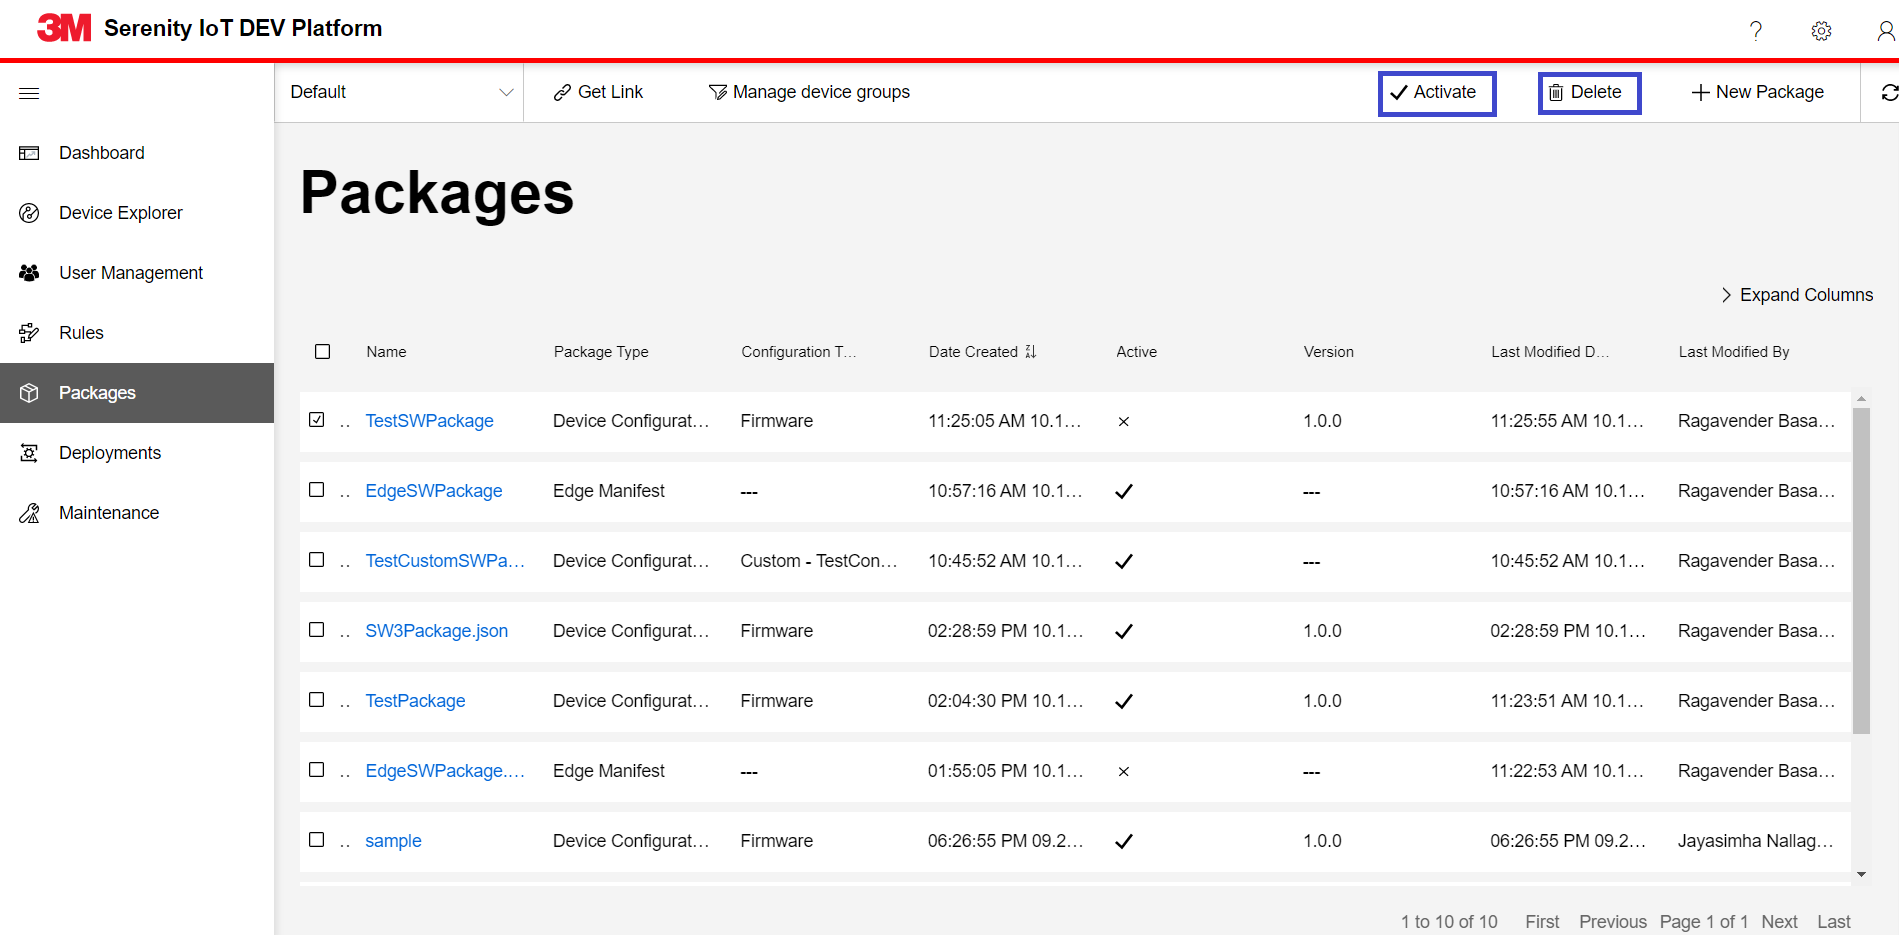 3M Serenity IoT DEV Platform
?
Default Get Link Manage device groups Activate Delete New Package
Dashboard
Device Explorer
User Management
Rules
Packages
Deployments
Maintenance
Packages
Expand Columns
Name Package Type Configuration T... Date Created Active Version Last Modified D... Last Modified By
.. TestSWPackage Device Configurat... Firmware 11:25:05 AM 10.1... 1.0.0 11:25:55 AM 10.1... Ragavender Basa...
.. EdgeSWPackage Edge Manifest --- 10:57:16 AM 10.1... --- 10:57:16 AM 10.1... Ragavender Basa...
.. TestCustomSWPa... Device Configurat... Custom - TestCon... 10:45:52 AM 10.1... --- 10:45:52 AM 10.1... Ragavender Basa...
.. SW3Package.json Device Configurat... Firmware 02:28:59 PM 10.1... 1.0.0 02:28:59 PM 10.1... Ragavender Basa...
.. TestPackage Device Configurat... Firmware 02:04:30 PM 10.1... 1.0.0 11:23:51 AM 10.1... Ragavender Basa...
.. EdgeSWPackage.... Edge Manifest --- 01:55:05 PM 10.1... --- 11:22:53 AM 10.1... Ragavender Basa...
.. sample Device Configurat... Firmware 06:26:55 PM 09.2... 1.0.0 06:26:55 PM 09.2... Jayasimha Nallag...
1 to 10 of 10 First Previous Page 1 of 1 Next Last